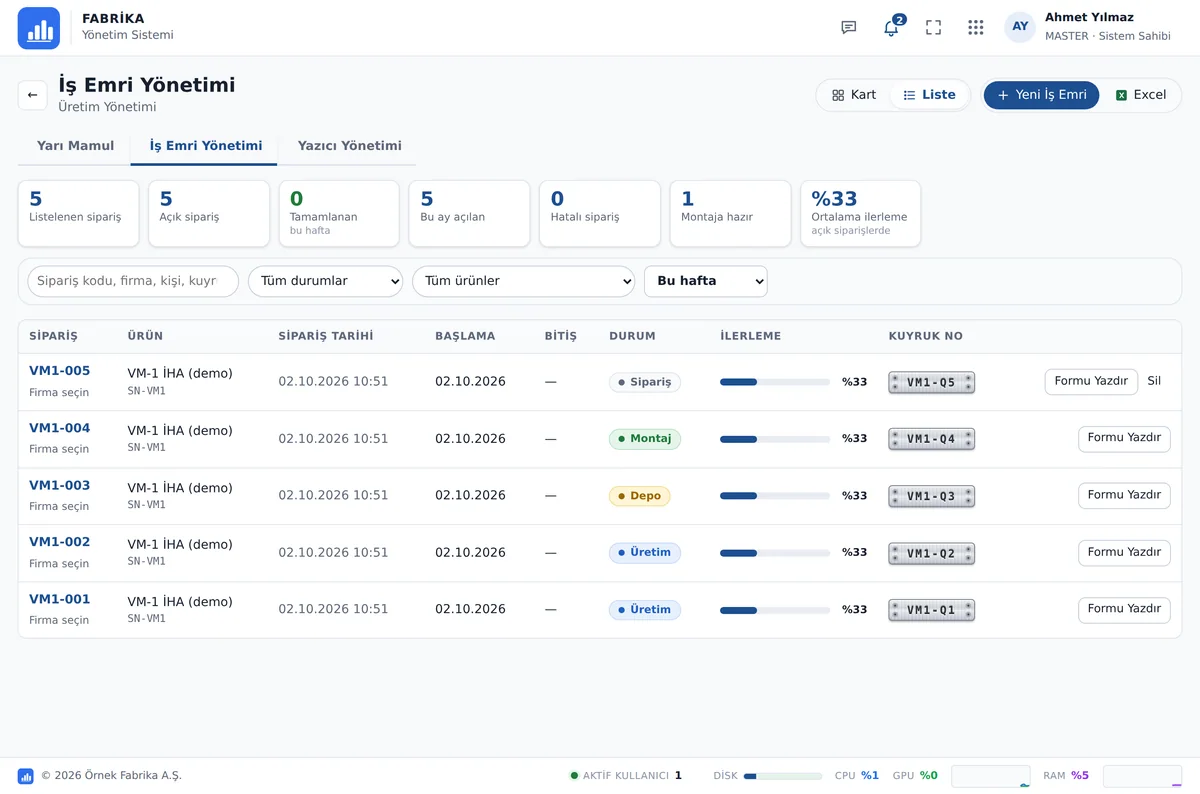 FABRİKA
Yönetim Sistemi
2
AY
Ahmet Yılmaz
MASTER · Sistem Sahibi
←
İş Emri Yönetimi
Üretim Yönetimi
Kart
Liste
+ Yeni İş Emri
X Excel
Yarı Mamul
İş Emri Yönetimi
Yazıcı Yönetimi
5
Listelenen sipariş
5
Açık sipariş
0
Tamamlanan
bu hafta
5
Bu ay açılan
0
Hatalı sipariş
1
Montaja hazır
%33
Ortalama ilerleme
açık siparişlerde
Sipariş kodu, firma, kişi, kuyr
Tüm durumlar
Tüm ürünler
Bu hafta
SİPARİŞ ÜRÜN SİPARİŞ TARİHİ BAŞLAMA BİTİŞ DURUM İLERLEME KUYRUK NO
VM1-005
Firma seçin
VM-1 İHA (demo)
SN-VM1
02.10.2026 10:51 02.10.2026 — Sipariş %33 VM1-Q5 Formu Yazdır Sil
VM1-004
Firma seçin
VM-1 İHA (demo)
SN-VM1
02.10.2026 10:51 02.10.2026 — Montaj %33 VM1-Q4 Formu Yazdır
VM1-003
Firma seçin
VM-1 İHA (demo)
SN-VM1
02.10.2026 10:51 02.10.2026 — Depo %33 VM1-Q3 Formu Yazdır
VM1-002
Firma seçin
VM-1 İHA (demo)
SN-VM1
02.10.2026 10:51 02.10.2026 — Üretim %33 VM1-Q2 Formu Yazdır
VM1-001
Firma seçin
VM-1 İHA (demo)
SN-VM1
02.10.2026 10:51 02.10.2026 — Üretim %33 VM1-Q1 Formu Yazdır
© 2026 Örnek Fabrika A.Ş.
AKTİF KULLANICI 1
DİSK
CPU %1
GPU %0
RAM %5